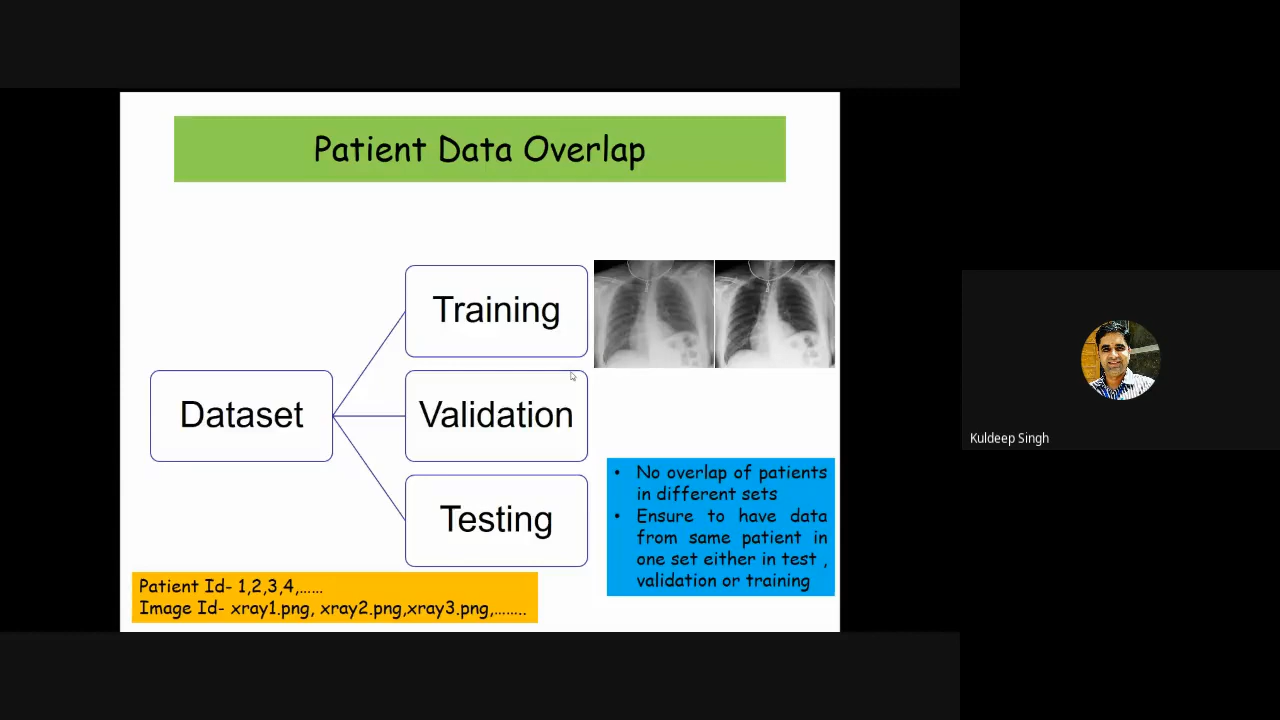 Patient Data Overlap
Training
Dataset
Validation
Testing
• No overlap of patients
in different sets
• Ensure to have data
from same patient in
one set either in test ,
validation or training
Patient Id- 1,2,3,4,......
Image Id- xray1.png, xray2.png,xray3.png,........
Kuldeep Singh